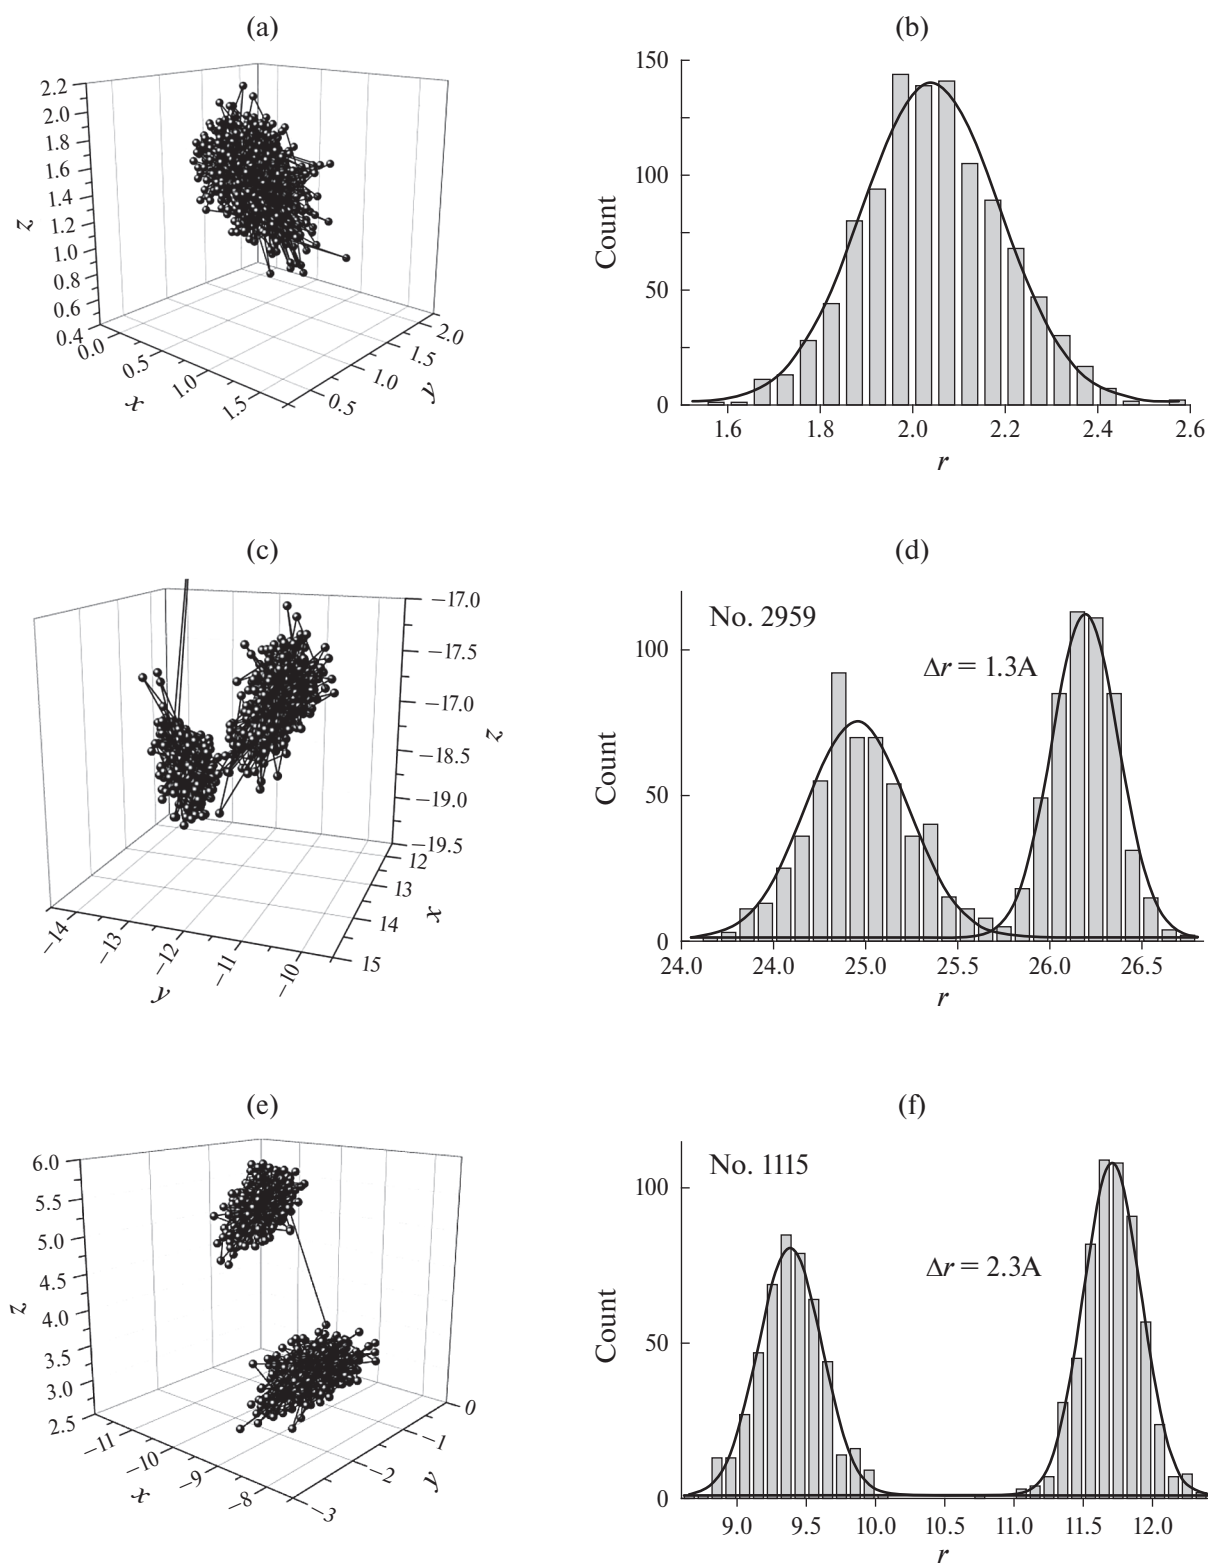 (a)
2.2
2.0
1.8
1.6
1.4
1.2
1.0
0.8
0.6
0.4
z
0.0
0.5
1.0
1.5
x
0.5
1.0
1.5
2.0
y
(b)
150
100
50
0
Count
1.6 1.8 2.0 2.2 2.4 2.6
r
(c)
−17.0
−17.5
−17.0
−18.5
−19.0
−19.5
z
12
13
14
15
x
−14 −13 −12 −11 −10
y
(d)
No. 2959
Δr = 1.3A
100
50
0
Count
24.0 24.0 25.0 25.5 26.0 26.5
r
(e)
6.0
5.5
5.0
4.5
4.0
3.5
3.0
2.5
z
−11
−10
−9
−8
x
−3
−2
−1
0
y
(f)
No. 1115
Δr = 2.3A
100
50
0
Count
9.0 9.5 10.0 10.5 11.0 11.5 12.0
r